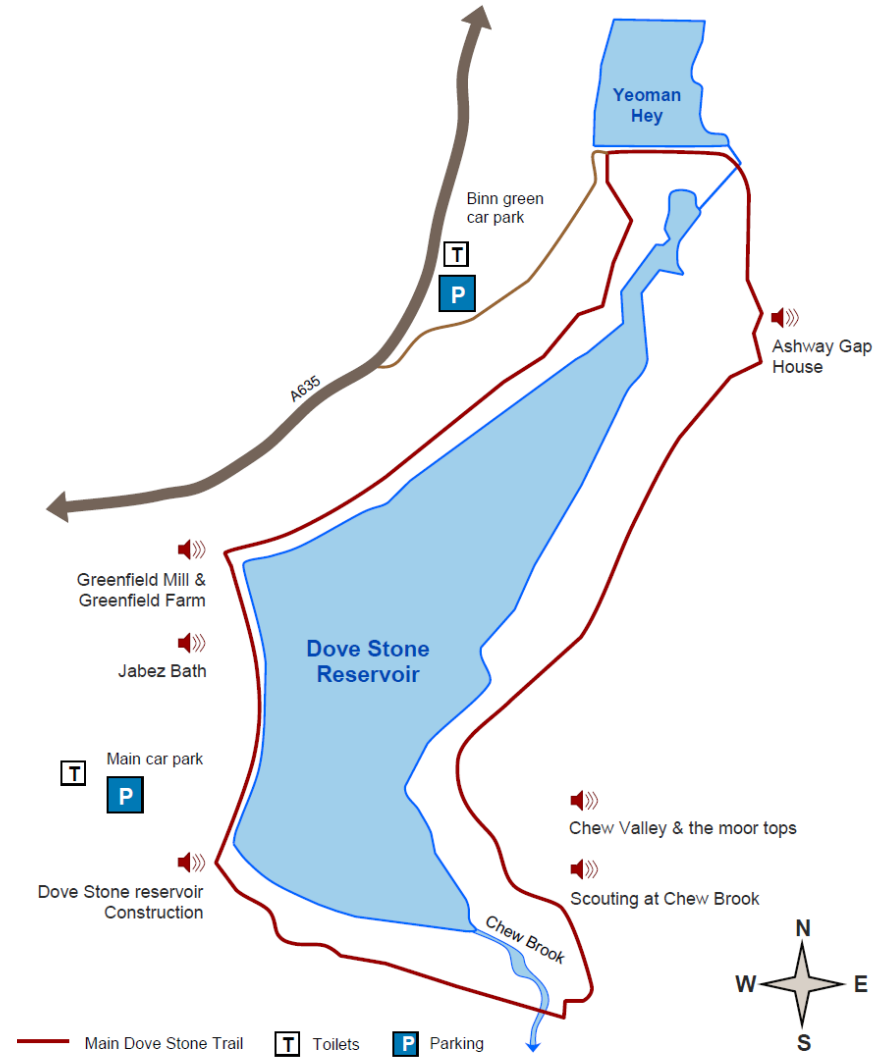 Yeoman
Hey
Binn green
car park
T
P
A635
Ashway Gap
House
Greenfield Mill &
Greenfield Farm
Jabez Bath
Dove Stone
Reservoir
Main car park
T
P
Chew Valley & the moor tops
Dove Stone reservoir
Construction
Scouting at Chew Brook
Chew Brook
N
W
E
S
Main Dove Stone Trail
T
Toilets
P
Parking